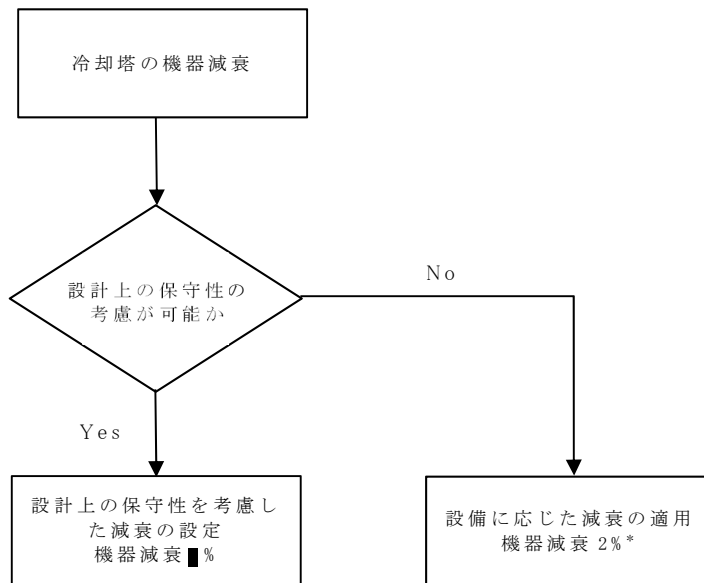 冷却塔の機器減衰
設計上の保守性の
考慮が可能か
No
Yes
設計上の保守性を考慮し
た減衰の設定
機器減衰 %
設備に応じた減衰の適用
機器減衰 2%*